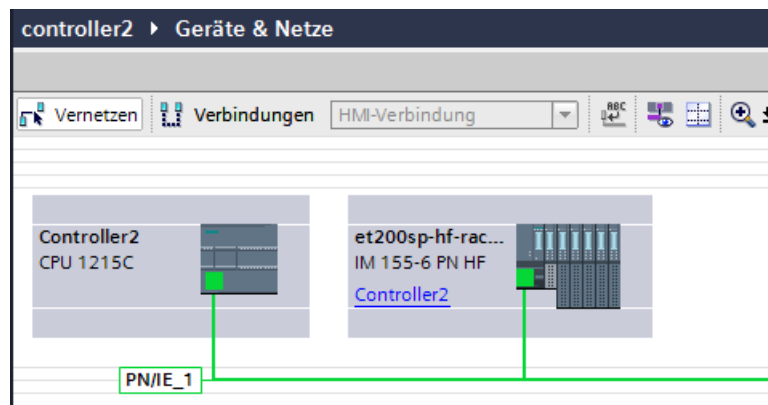 controller2 ▸ Geräte & Netze
Vernetzen Verbindungen HMI-Verbindung ABC
Controller2
CPU 1215C
et200sp-hf-rac...
IM 155-6 PN HF
Controller2
PN/IE_1